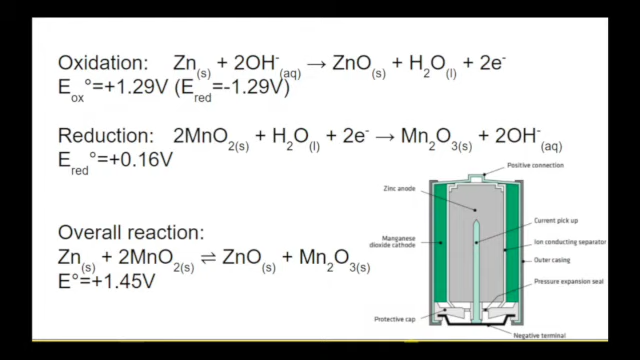 Oxidation: Zn(s) + 2OH-(aq) → ZnO(s) + H2O(l) + 2e-
Eox°=+1.29V (Ered=-1.29V)
Reduction: 2MnO2(s) + H2O(l) + 2e- → Mn2O3(s) + 2OH-(aq)
Ered°=+0.16V
Overall reaction:
Zn(s) + 2MnO2(s) ⇌ ZnO(s) + Mn2O3(s)
E°=+1.45V
Positive connection
Zinc anode
Current pick up
Manganese
dioxide cathode
Ion conducting separator
Outer casing
Pressure expansion seal
Protective cap
Negative terminal